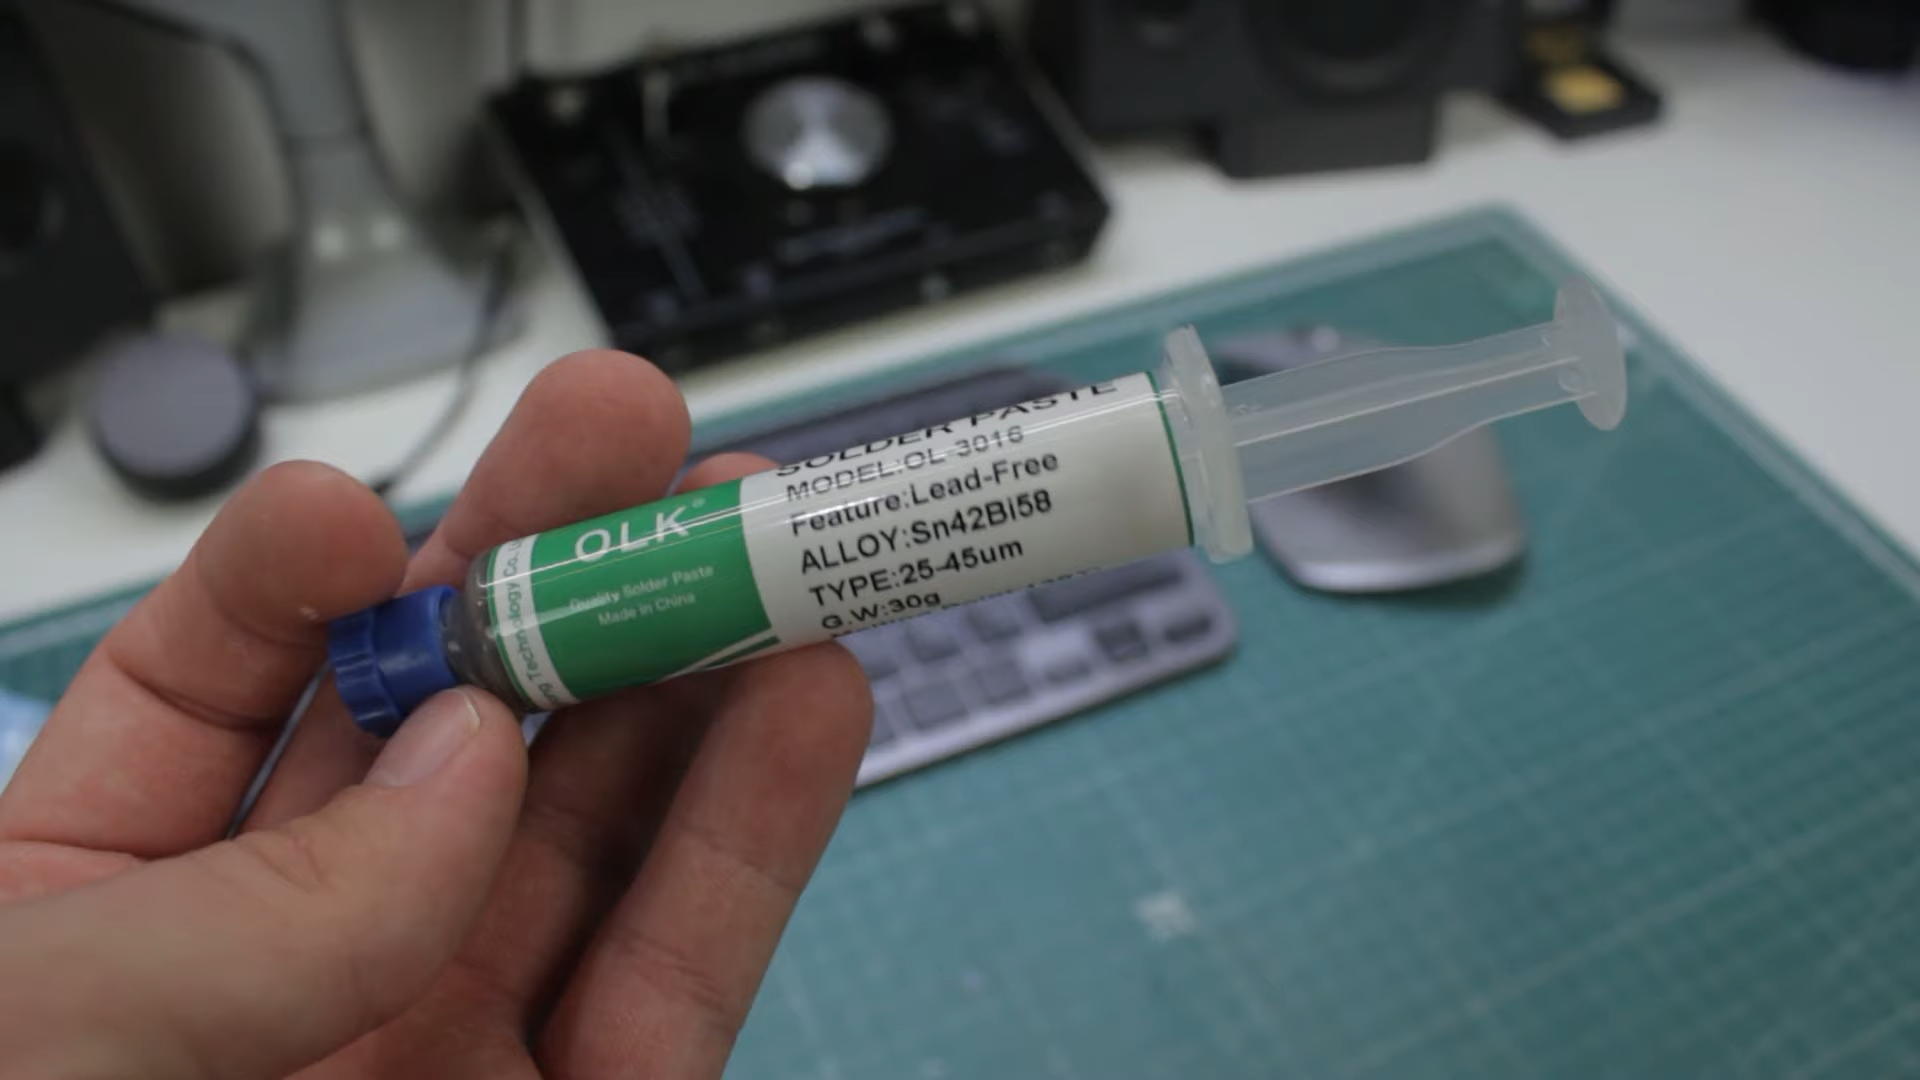 OLK®
Quality Solder Paste
Made in China
SOLDER PASTE
MODEL:OL-3016
Feature:Lead-Free
ALLOY:Sn42Bi58
TYPE:25-45um
G.W:30g
Technology Co.